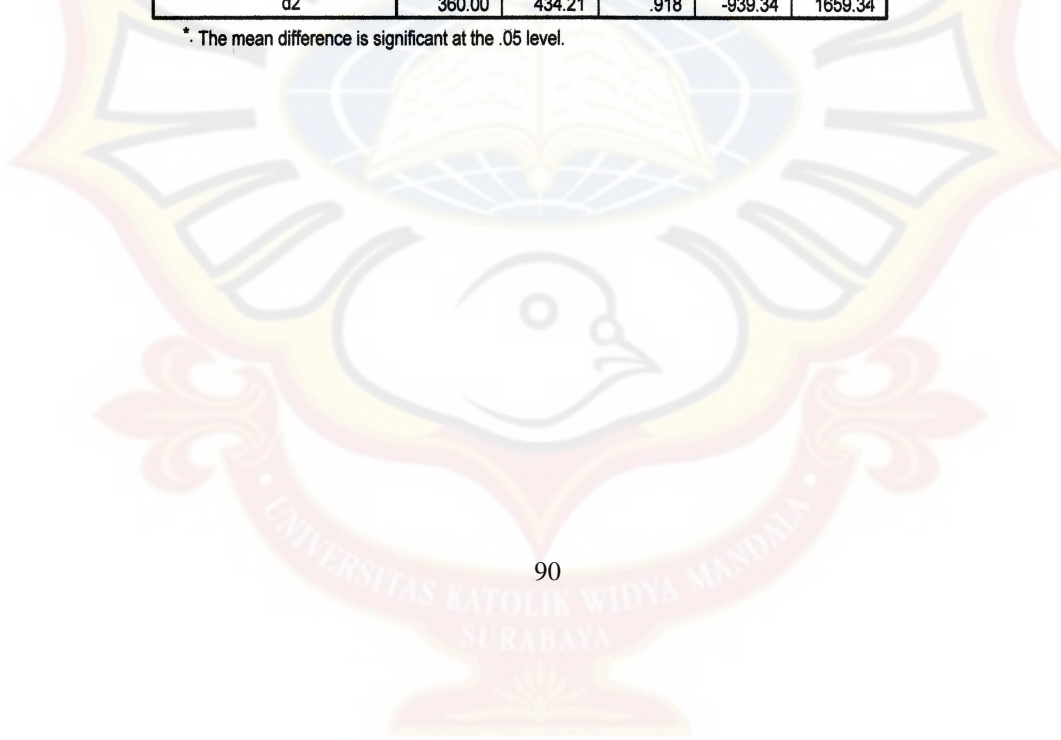 d2 360.00 434.21 .918 -939.34 1659.34
*. The mean difference is significant at the .05 level.
90
• UNIVERSITAS KATOLIK WIDYA MANDALA •
SURABAYA